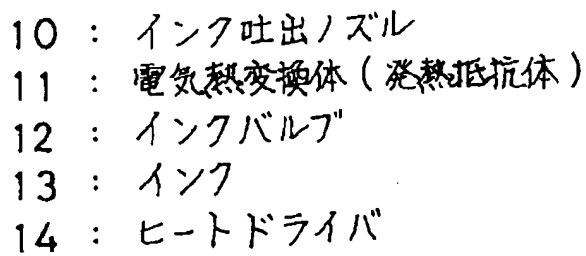 10 : インク吐出ノズル
11 : 電気熱変換体(発熱抵抗体)
12 : インクバルブ
13 : インク
14 : ヒートドライバ